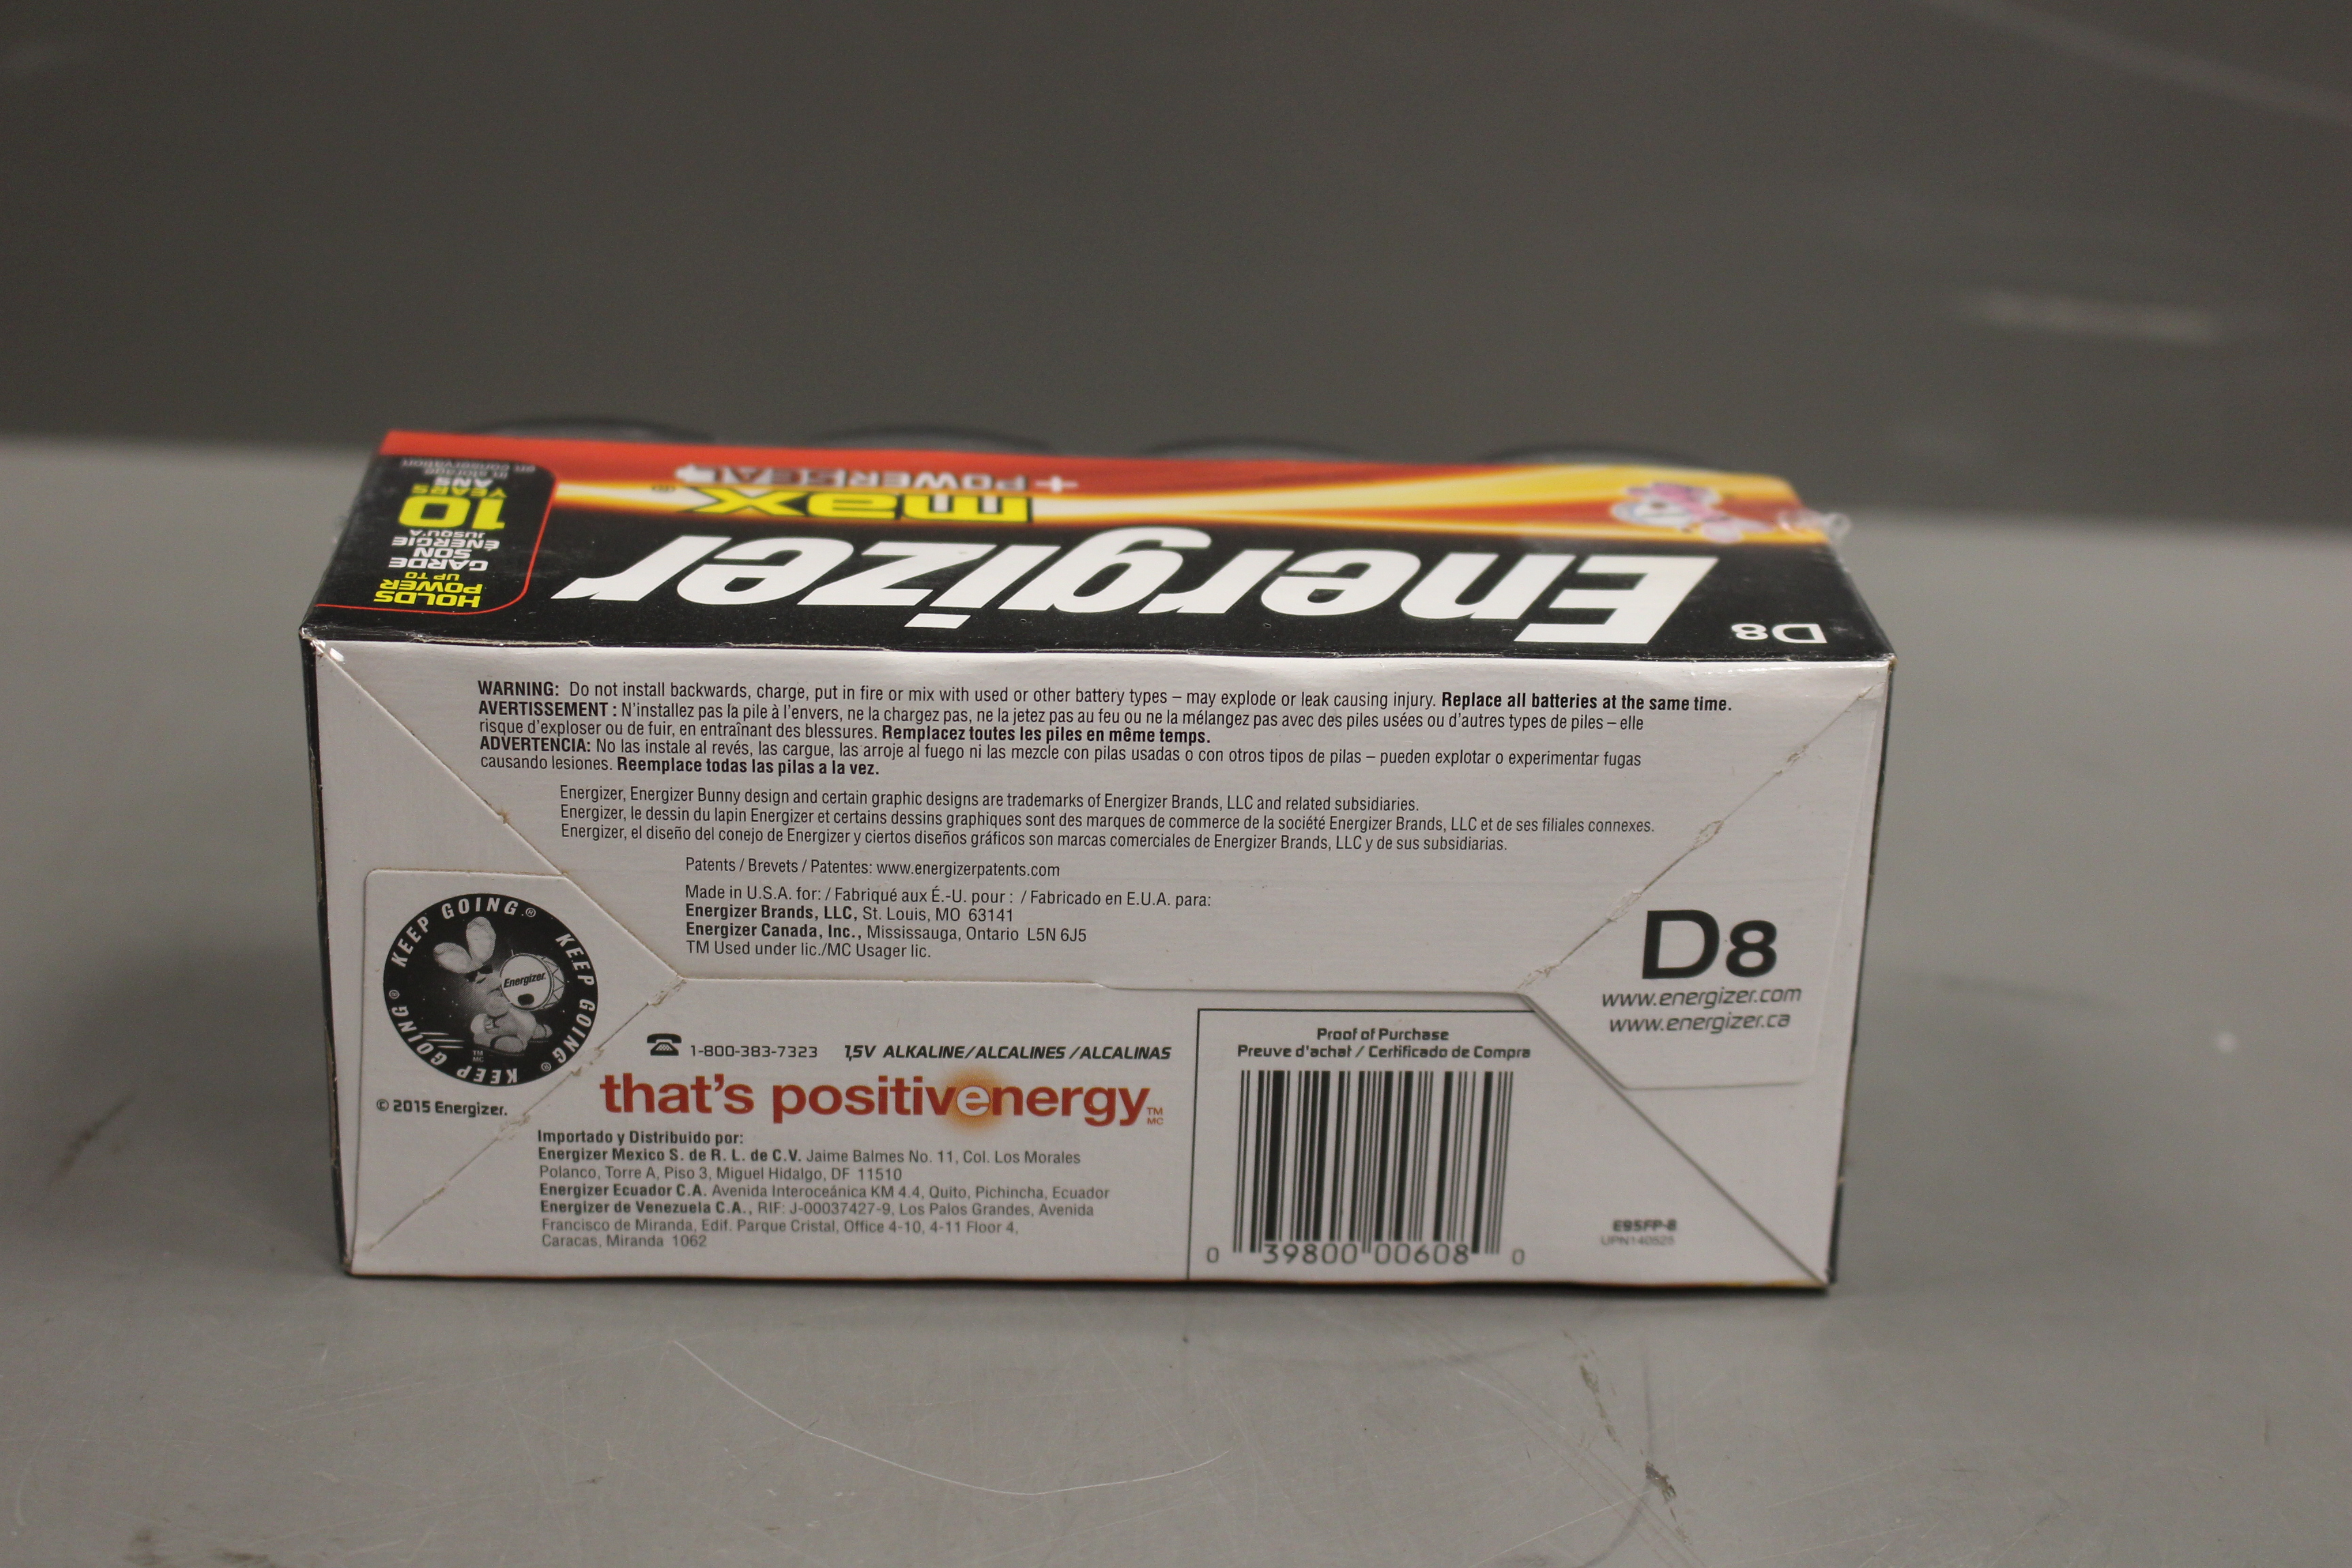 in storage
en conservation
10 YEARS
ANS
JUSQU'À
ÉNERGIE
SON
GARDE
UP TO
POWER
HOLDS
+POWERSEAL
max®
Energizer
D8
WARNING: Do not install backwards, charge, put in fire or mix with used or other battery types – may explode or leak causing injury. Replace all batteries at the same time.
AVERTISSEMENT : N'installez pas la pile à l'envers, ne la chargez pas, ne la jetez pas au feu ou ne la mélangez pas avec des piles usées ou d'autres types de piles – elle
risque d'exploser ou de fuir, en entraînant des blessures. Remplacez toutes les piles en même temps.
ADVERTENCIA: No las instale al revés, las cargue, las arroje al fuego ni las mezcle con pilas usadas o con otros tipos de pilas – pueden explotar o experimentar fugas
causando lesiones. Reemplace todas las pilas a la vez.
Energizer, Energizer Bunny design and certain graphic designs are trademarks of Energizer Brands, LLC and related subsidiaries.
Energizer, le dessin du lapin Energizer et certains dessins graphiques sont des marques de commerce de la société Energizer Brands, LLC et de ses filiales connexes.
Energizer, el diseño del conejo de Energizer y ciertos diseños gráficos son marcas comerciales de Energizer Brands, LLC y de sus subsidiarias.
Patents / Brevets / Patentes: www.energizerpatents.com
Made in U.S.A. for: / Fabriqué aux É.-U. pour : / Fabricado en E.U.A. para:
Energizer Brands, LLC, St. Louis, MO 63141
Energizer Canada, Inc., Mississauga, Ontario L5N 6J5
TM Used under lic./MC Usager lic.
KEEP GOING® KEEP GOING® KEEP GOING®
Energizer
TM
MC
© 2015 Energizer.
D8
www.energizer.com
www.energizer.ca
1-800-383-7323 1,5V ALKALINE/ALCALINES/ALCALINAS
that's positivenergy TM MC
Importado y Distribuido por:
Energizer Mexico S. de R. L. de C.V. Jaime Balmes No. 11, Col. Los Morales
Polanco, Torre A, Piso 3, Miguel Hidalgo, DF 11510
Energizer Ecuador C.A. Avenida Interoceánica KM 4.4, Quito, Pichincha, Ecuador
Energizer de Venezuela C.A., RIF: J-00037427-9, Los Palos Grandes, Avenida
Francisco de Miranda, Edif. Parque Cristal, Office 4-10, 4-11 Floor 4,
Caracas, Miranda 1062
Proof of Purchase
Preuve d'achat / Certificado de Compra
0 39800 00608 0
E95FP-8
UPN140525